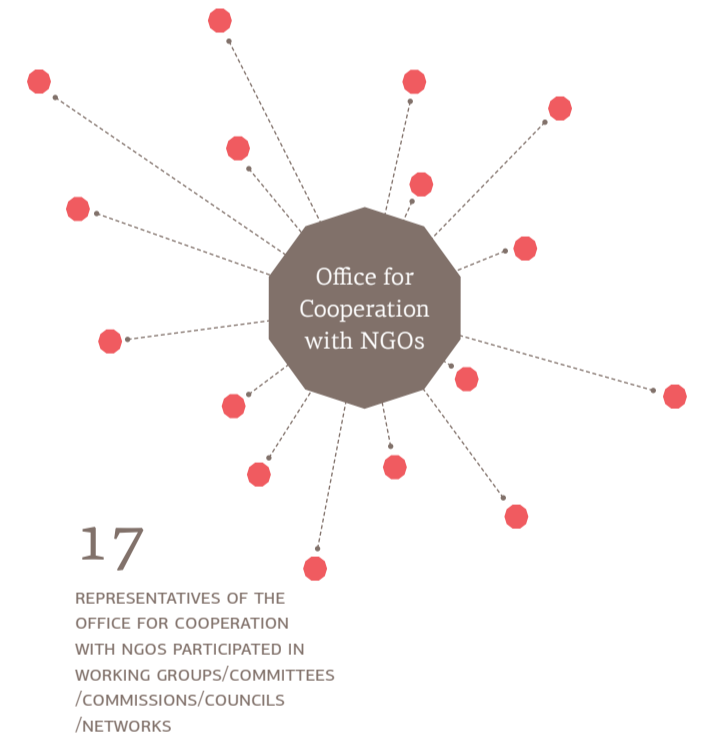 Office for
Cooperation
with NGOs
17
REPRESENTATIVES OF THE
OFFICE FOR COOPERATION
WITH NGOS PARTICIPATED IN
WORKING GROUPS/COMMITTEES
/COMMISSIONS/COUNCILS
/NETWORKS